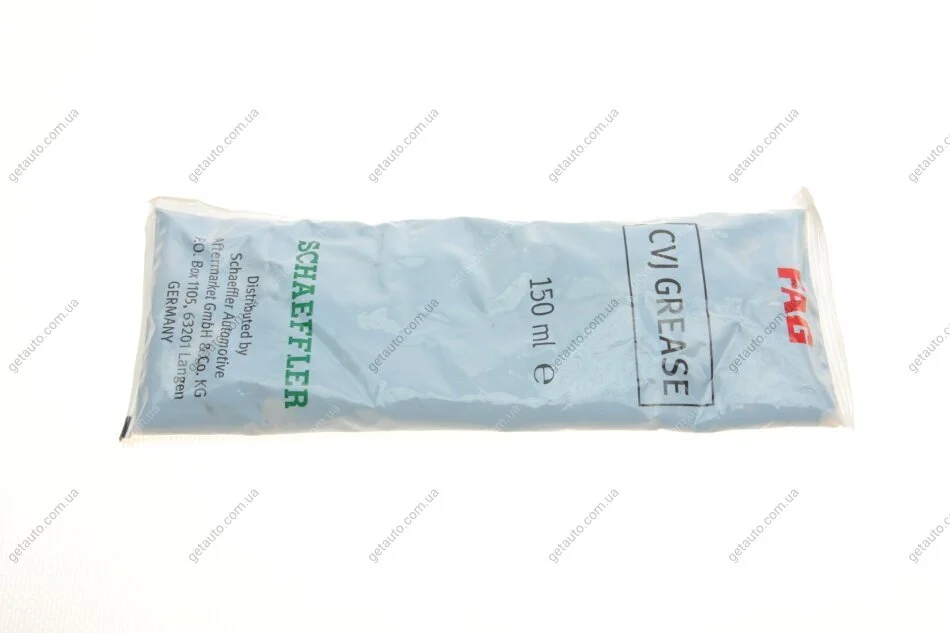 FAG
CVJ GREASE
150 ml ℮
SCHAEFFLER
Distributed by
Schaeffler Automotive
Aftermarket GmbH & Co. KG
P.O. Box 1105, 63201 Langen
GERMANY
getauto.com.ua